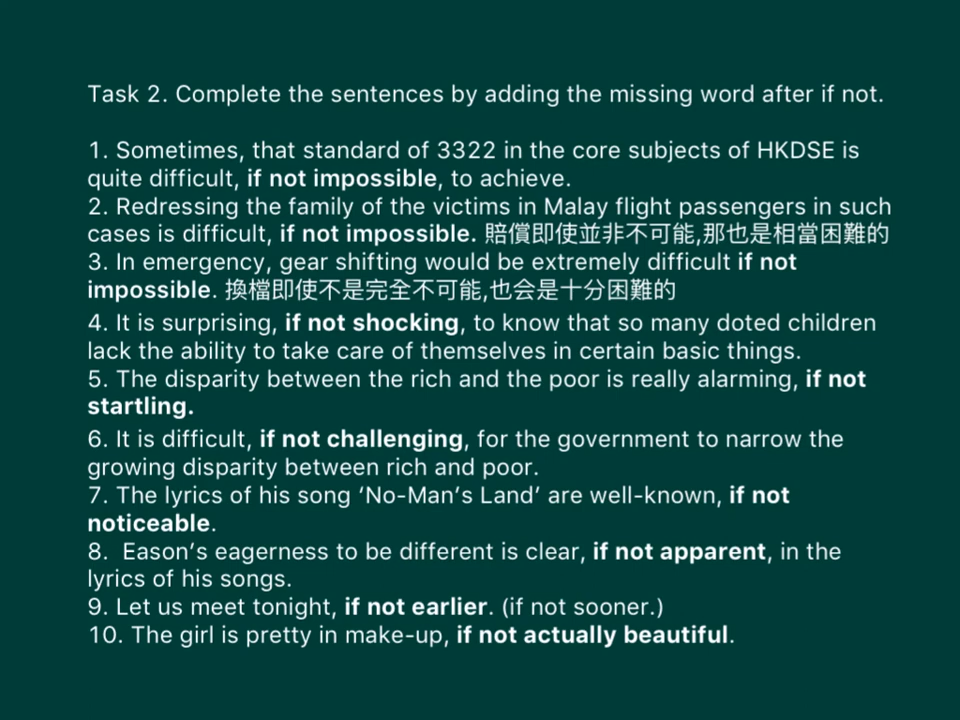 Task 2. Complete the sentences by adding the missing word after if not.
1. Sometimes, that standard of 3322 in the core subjects of HKDSE is
quite difficult, if not impossible, to achieve.
2. Redressing the family of the victims in Malay flight passengers in such
cases is difficult, if not impossible. 賠償即使並非不可能,那也是相當困難的
3. In emergency, gear shifting would be extremely difficult if not
impossible. 換檔即使不是完全不可能,也会是十分困難的
4. It is surprising, if not shocking, to know that so many doted children
lack the ability to take care of themselves in certain basic things.
5. The disparity between the rich and the poor is really alarming, if not
startling.
6. It is difficult, if not challenging, for the government to narrow the
growing disparity between rich and poor.
7. The lyrics of his song ‘No-Man’s Land’ are well-known, if not
noticeable.
8.  Eason’s eagerness to be different is clear, if not apparent, in the
lyrics of his songs.
9. Let us meet tonight, if not earlier. (if not sooner.)
10. The girl is pretty in make-up, if not actually beautiful.